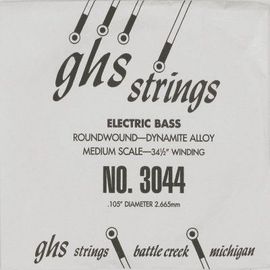 ghs strings
ELECTRIC BASS
ROUNDWOUND—DYNAMITE ALLOY
MEDIUM SCALE—34½" WINDING
NO. 3044
.105" DIAMETER 2.665mm
ghs strings battle creek michigan